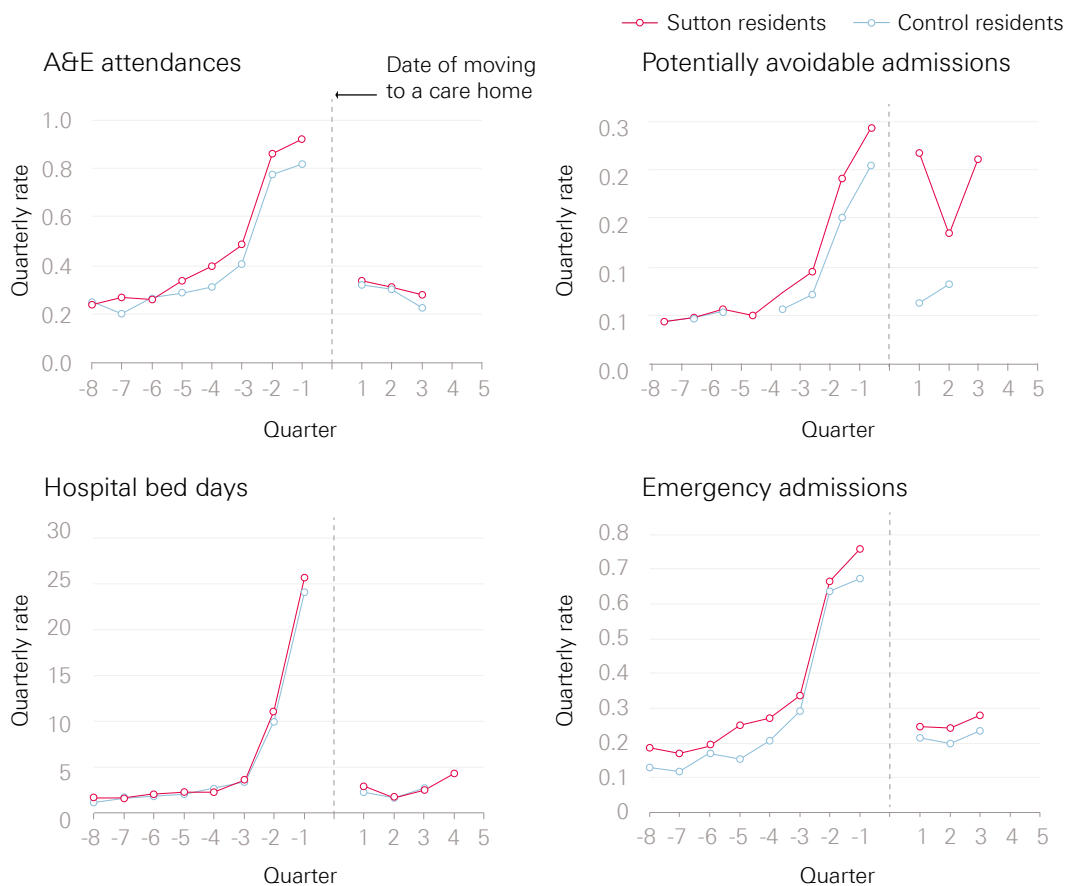 Sutton residents
Control residents
A&E attendances
Date of moving
to a care home
Quarterly rate
1.0
0.8
0.6
0.4
0.2
0.0
-8 -7 -6 -5 -4 -3 -2 -1 1 2 3 4 5
Quarter
Potentially avoidable admissions
Quarterly rate
0.3
0.2
0.2
0.1
0.1
0.0
-8 -7 -6 -5 -4 -3 -2 -1 1 2 3 4 5
Quarter
Hospital bed days
Quarterly rate
30
25
20
15
10
5
0
-8 -7 -6 -5 -4 -3 -2 -1 1 2 3 4 5
Quarter
Emergency admissions
Quarterly rate
0.8
0.7
0.6
0.5
0.4
0.3
0.2
0.1
0
-8 -7 -6 -5 -4 -3 -2 -1 1 2 3 4 5
Quarter